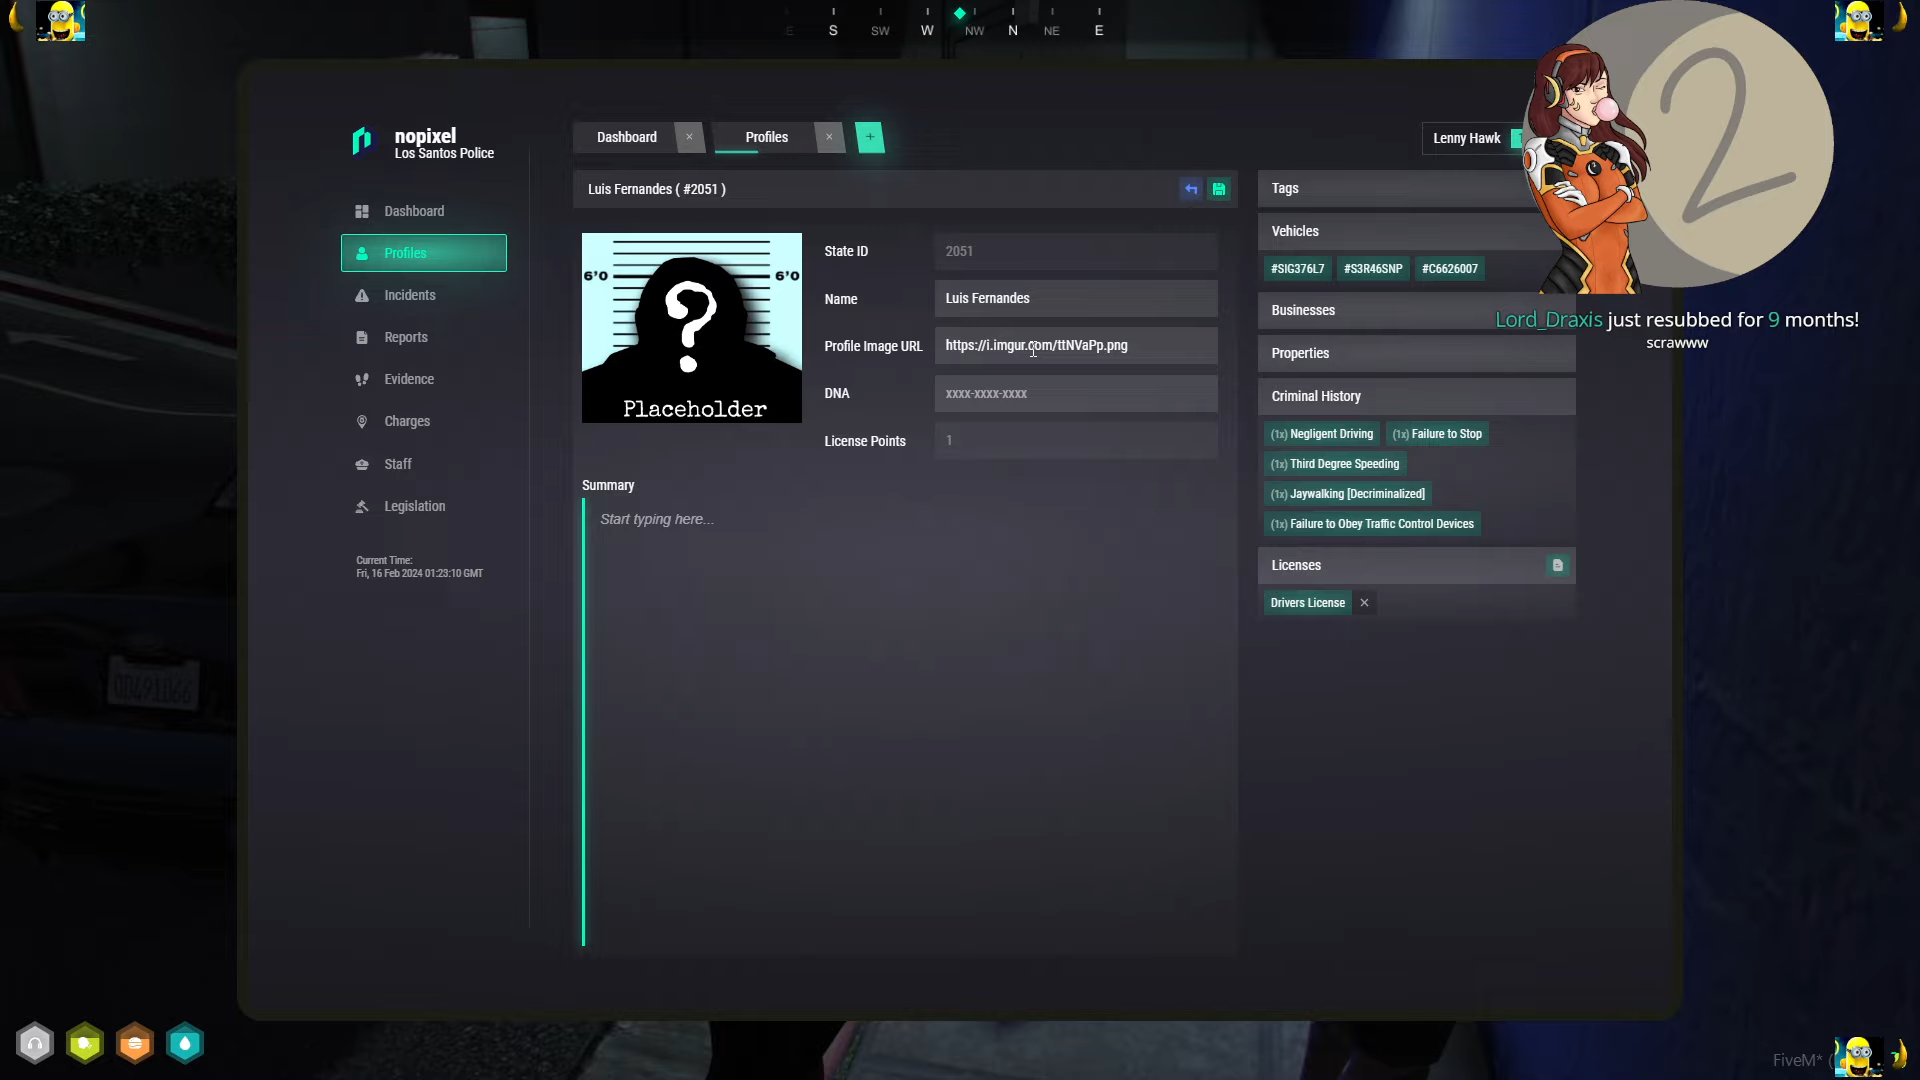 S SW W NW N NE E
nopixel
Los Santos Police
Dashboard
Profiles
Incidents
Reports
Evidence
Charges
Staff
Legislation
Current Time:
Fri, 16 Feb 2024 01:23:10 GMT
Dashboard × Profiles × +
Lenny Hawk
Luis Fernandes ( #2051 )
6'0 6'0
?
Placeholder
State ID 2051
Name Luis Fernandes
Profile Image URL https://i.imgur.com/ttNVaPp.png
DNA xxxx-xxxx-xxxx
License Points 1
Summary
Start typing here...
Tags
Vehicles
#SIG376L7 #S3R46SNP #C6626007
Businesses
Properties
Criminal History
(1x) Negligent Driving (1x) Failure to Stop
(1x) Third Degree Speeding
(1x) Jaywalking [Decriminalized]
(1x) Failure to Obey Traffic Control Devices
Licenses
Drivers License ×
2
Lord_Draxis just resubbed for 9 months!
scrawww
FiveM* (